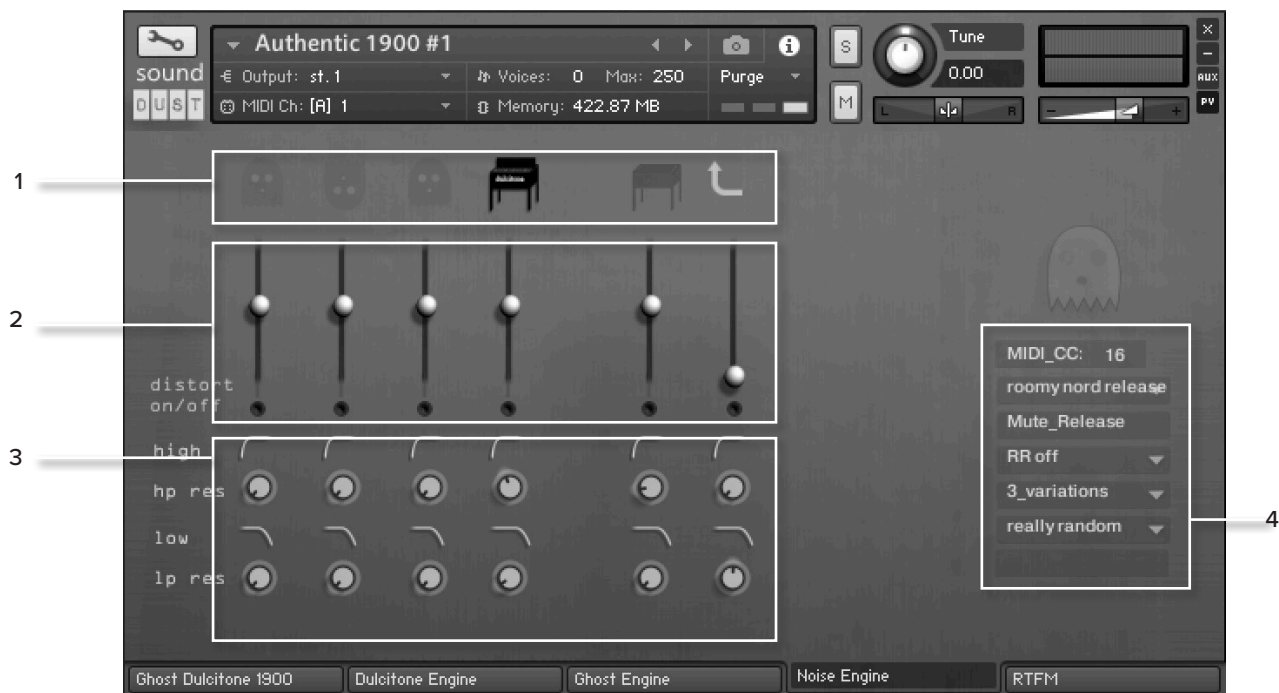 Authentic 1900 #1
sound
DUST
Output: st.1
Voices: 0 Max: 250
Purge
MIDI Ch: [A] 1
Memory: 422.87 MB
i
S
M
Tune
0.00
L
R
-
+
X
-
AUX
PV
1
Dulcitone
2
distort
on/off
3
high
hp res
low
lp res
MIDI_CC: 16
roomy nord release
Mute_Release
RR off
3_variations
really random
4
Ghost Dulcitone 1900
Dulcitone Engine
Ghost Engine
Noise Engine
RTFM